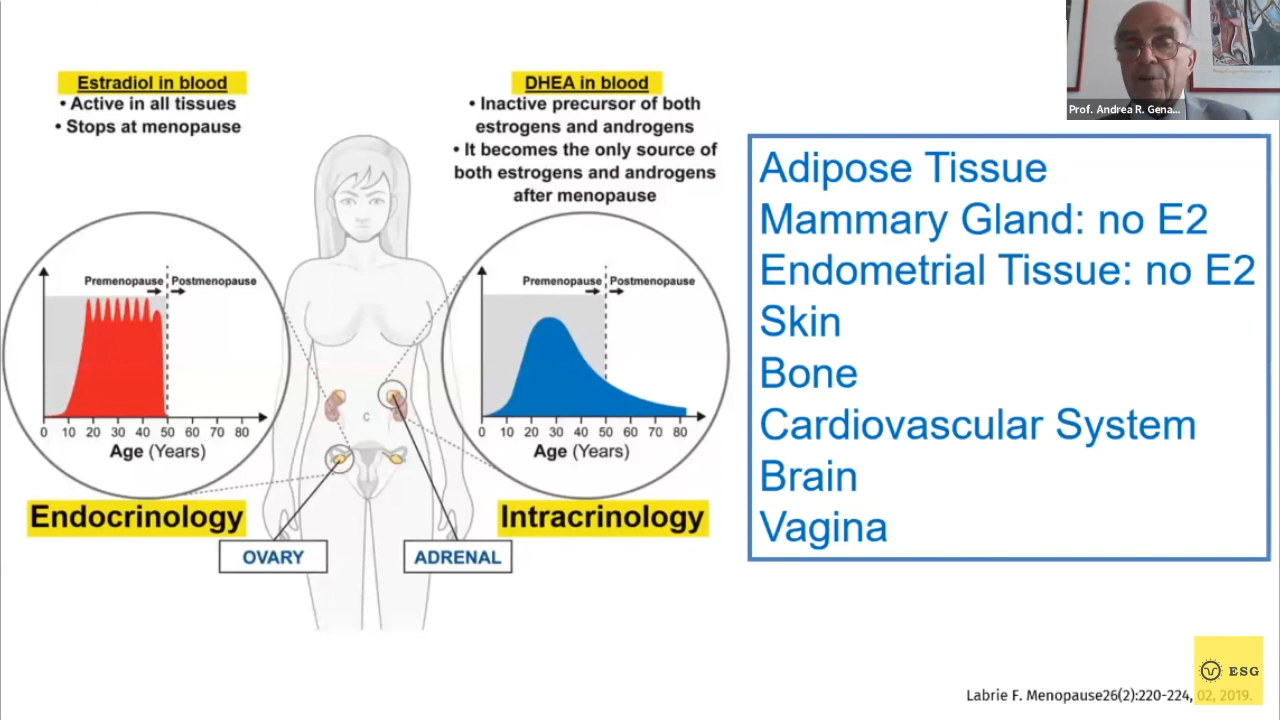 Estradiol in blood
• Active in all tissues
• Stops at menopause
DHEA in blood
• Inactive precursor of both
estrogens and androgens
• It becomes the only source of
both estrogens and androgens
after menopause
Premenopause
Postmenopause
0 10 20 30 40 50 60 70 80
Age (Years)
Endocrinology
OVARY
C
Premenopause
Postmenopause
0 10 20 30 40 50 60 70 80
Age (Years)
Intracrinology
ADRENAL
Prof. Andrea R. Gena...
Adipose Tissue
Mammary Gland: no E2
Endometrial Tissue: no E2
Skin
Bone
Cardiovascular System
Brain
Vagina
ESG
Labrie F. Menopause26(2):220-224, 02, 2019.